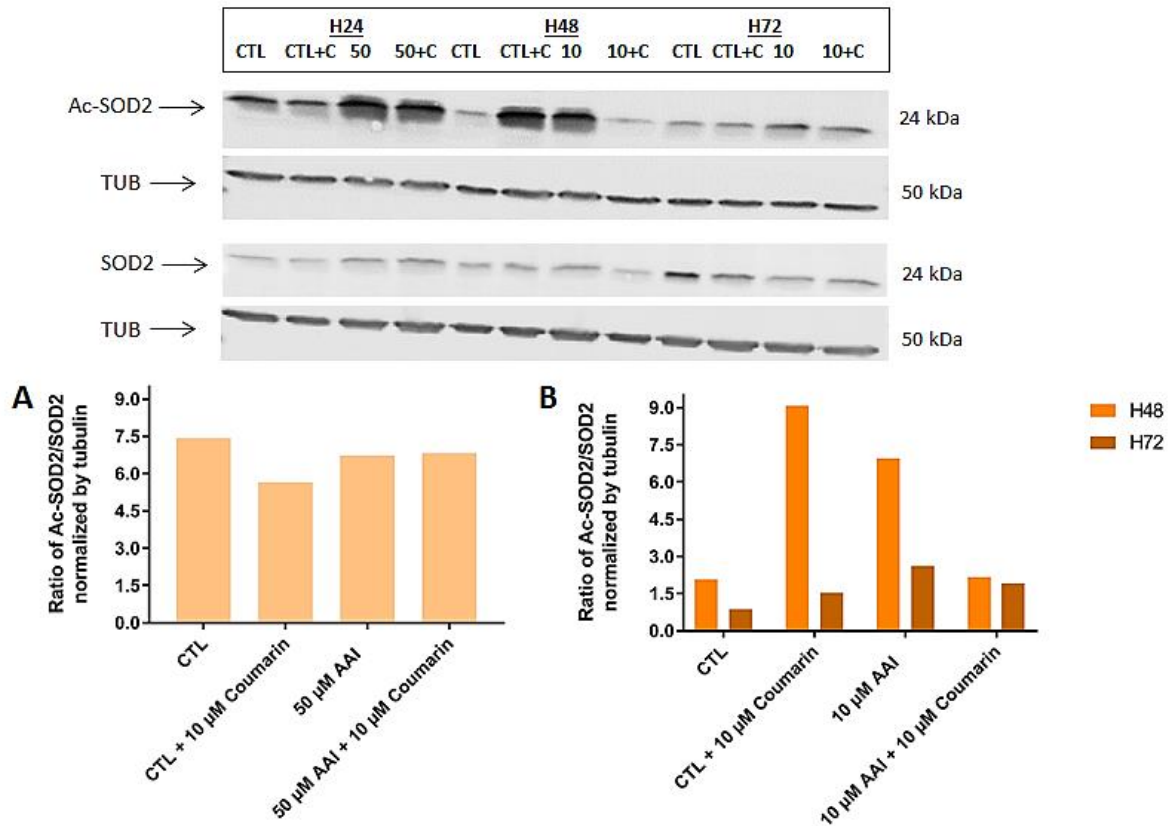 H24 H48 H72
CTL CTL+C 50 50+C CTL CTL+C 10 10+C CTL CTL+C 10 10+C
Ac-SOD2 24 kDa
TUB 50 kDa
SOD2 24 kDa
TUB 50 kDa
A
Ratio of Ac-SOD2/SOD2
normalized by tubulin
9.0
7.5
6.0
4.5
3.0
1.5
0.0
CTL
CTL + 10 µM Coumarin
50 µM AAI
50 µM AAI + 10 µM Coumarin
B
Ratio of Ac-SOD2/SOD2
normalized by tubulin
9.0
7.5
6.0
4.5
3.0
1.5
0.0
CTL
CTL + 10 µM Coumarin
10 µM AAI
10 µM AAI + 10 µM Coumarin
H48
H72